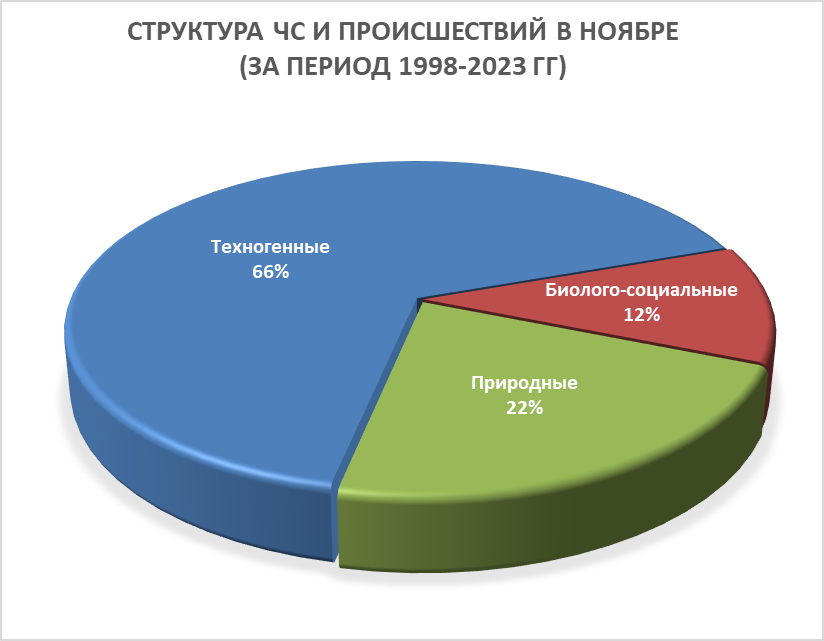 СТРУКТУРА ЧС И ПРОИСШЕСТВИЙ В НОЯБРЕ
(ЗА ПЕРИОД 1998-2023 ГГ)
Техногенные
66%
Биолого-социальные
12%
Природные
22%